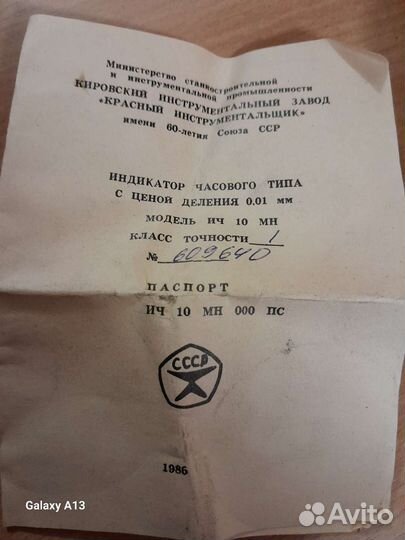 Министерство станкостроительной
и инструментальной промышленности
КИРОВСКИЙ ИНСТРУМЕНТАЛЬНЫЙ ЗАВОД
«КРАСНЫЙ ИНСТРУМЕНТАЛЬЩИК»
имени 60-летия Союза ССР
ИНДИКАТОР ЧАСОВОГО ТИПА
С ЦЕНОЙ ДЕЛЕНИЯ 0.01 мм
МОДЕЛЬ ИЧ 10 МН
КЛАСС ТОЧНОСТИ 1
№ 609640
ПАСПОРТ
ИЧ 10 МН 000 ПС
СССР
1986
Galaxy A13
Avito